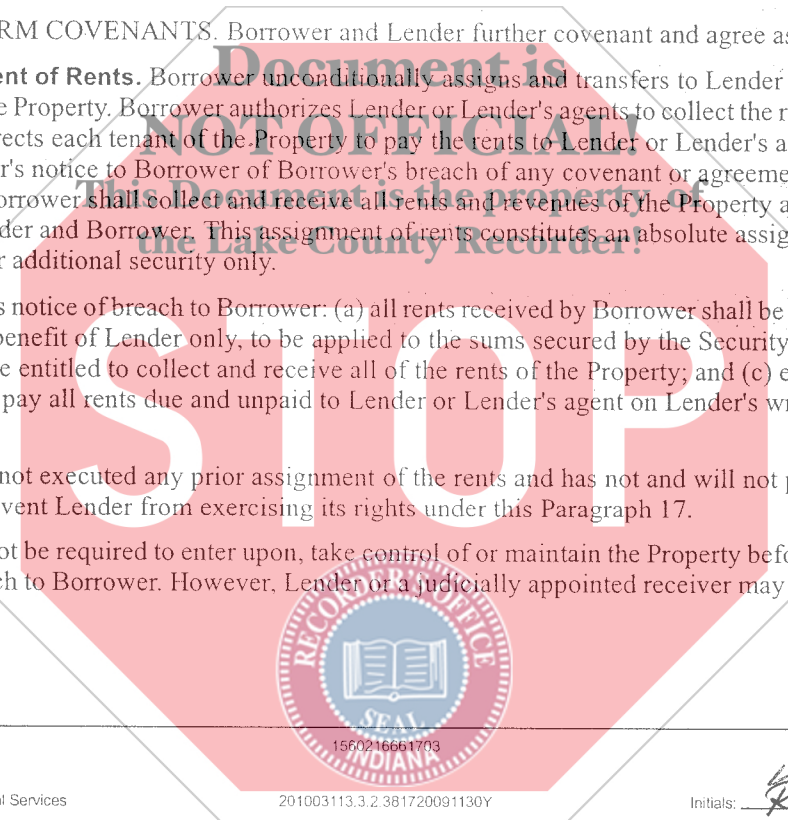 RM COVENANTS. Borrower and Lender further covenant and agree as
Document is
ent of Rents. Borrower unconditionally assigns and transfers to Lender
e Property. Borrower authorizes Lender or Lender's agents to collect the r
NOT OFFICIAL!
rects each tenant of the Property to pay the rents to Lender or Lender's a
r's notice to Borrower of Borrower's breach of any covenant or agreeme
This Document is the property of
orrower shall collect and receive all rents and revenues of the Property a
der and Borrower. This assignment of rents constitutes an absolute assig
the Lake County Recorder!
r additional security only.
s notice of breach to Borrower: (a) all rents received by Borrower shall be
benefit of Lender only, to be applied to the sums secured by the Security
e entitled to collect and receive all of the rents of the Property; and (c) e
pay all rents due and unpaid to Lender or Lender's agent on Lender's wr
STOP
not executed any prior assignment of the rents and has not and will not p
vent Lender from exercising its rights under this Paragraph 17.
ot be required to enter upon, take control of or maintain the Property befo
ch to Borrower. However, Lender or a judicially appointed receiver may
RECORDER'S OFFICE
SEAL
INDIANA
1560216661703
al Services
201003113.3.2.381720091130Y
Initials: